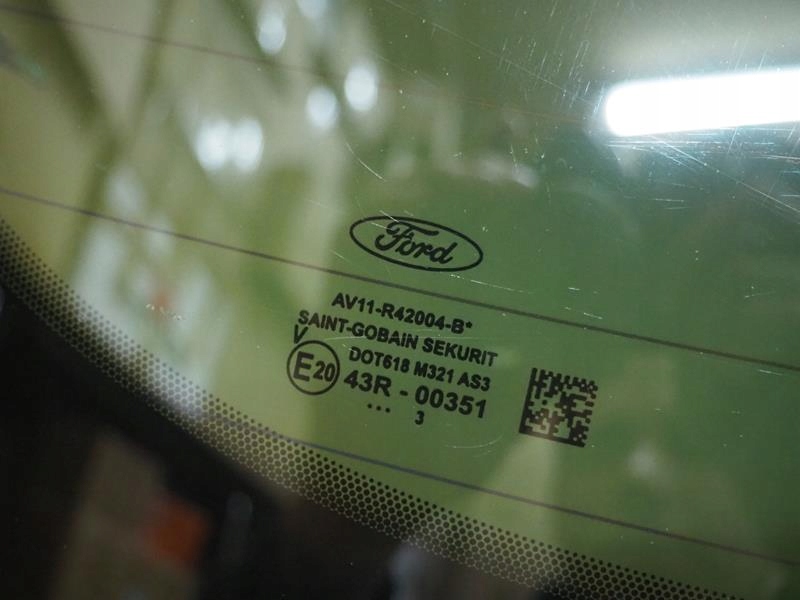 Ford
AV11-R42004-B*
SAINT-GOBAIN SEKURIT
V
DOT618 M321 AS3
E20
43R - 00351
...
3